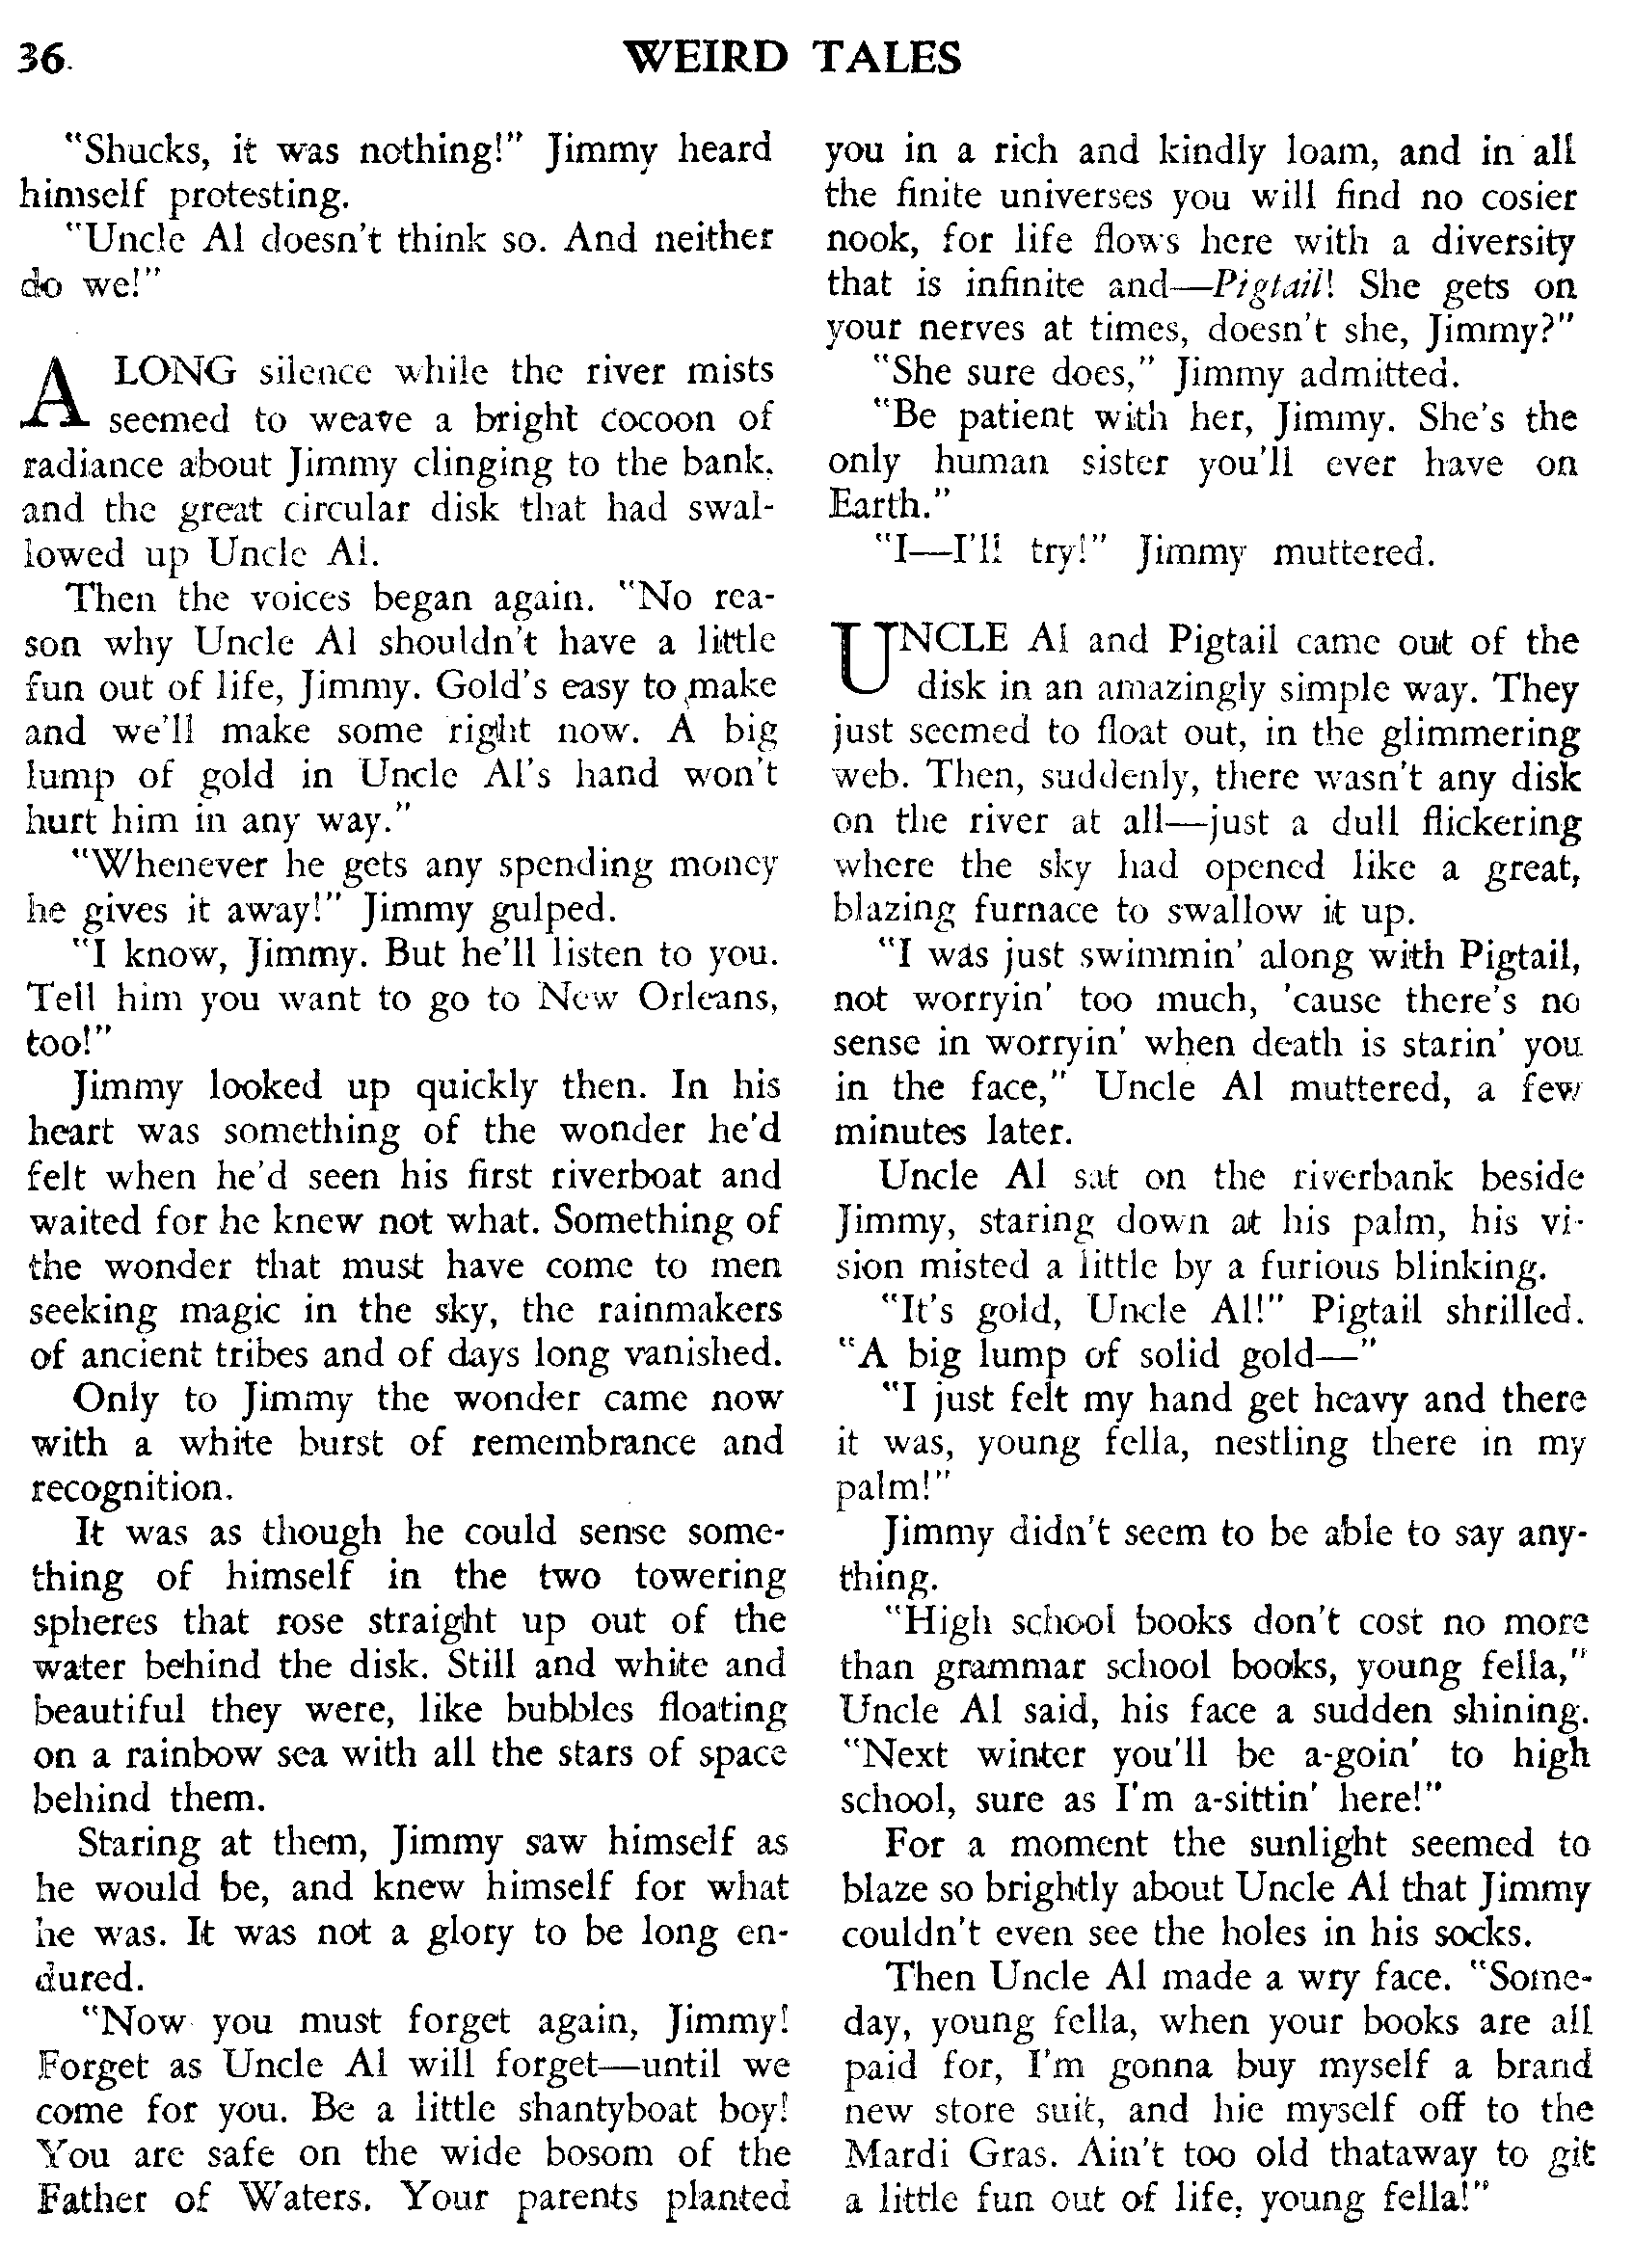 36.
WEIRD TALES
"Shucks, it was nothing!" Jimmy heard
himself protesting.
"Uncle Al doesn't think so. And neither
do we!"
A LONG silence while the river mists
seemed to weave a bright cocoon of
radiance about Jimmy clinging to the bank,
and the great circular disk that had swal-
lowed up Uncle Al.
Then the voices began again. "No rea-
son why Uncle Al shouldn't have a little
fun out of life, Jimmy. Gold's easy to make
and we'll make some right now. A big
lump of gold in Uncle Al's hand won't
hurt him in any way."
"Whenever he gets any spending money
he gives it away!" Jimmy gulped.
"I know, Jimmy. But he'll listen to you.
Tell him you want to go to New Orleans,
too!"
Jimmy looked up quickly then. In his
heart was something of the wonder he'd
felt when he'd seen his first riverboat and
waited for he knew not what. Something of
the wonder that must have come to men
seeking magic in the sky, the rainmakers
of ancient tribes and of days long vanished.
Only to Jimmy the wonder came now
with a white burst of remembrance and
recognition.
It was as though he could sense some-
thing of himself in the two towering
spheres that rose straight up out of the
water behind the disk. Still and white and
beautiful they were, like bubbles floating
on a rainbow sea with all the stars of space
behind them.
Staring at them, Jimmy saw himself as
he would be, and knew himself for what
he was. It was not a glory to be long en-
dured.
"Now you must forget again, Jimmy!
Forget as Uncle Al will forget—until we
come for you. Be a little shantyboat boy!
You are safe on the wide bosom of the
Father of Waters. Your parents planted
you in a rich and kindly loam, and in all
the finite universes you will find no cosier
nook, for life flows here with a diversity
that is infinite and—Pigtail! She gets on
your nerves at times, doesn't she, Jimmy?"
"She sure does," Jimmy admitted.
"Be patient with her, Jimmy. She's the
only human sister you'll ever have on
Earth."
"I—I'll try!" Jimmy muttered.
UNCLE Al and Pigtail came out of the
disk in an amazingly simple way. They
just seemed to float out, in the glimmering
web. Then, suddenly, there wasn't any disk
on the river at all—just a dull flickering
where the sky had opened like a great,
blazing furnace to swallow it up.
"I was just swimmin' along with Pigtail,
not worryin' too much, 'cause there's no
sense in worryin' when death is starin' you
in the face," Uncle Al muttered, a few
minutes later.
Uncle Al sat on the riverbank beside
Jimmy, staring down at his palm, his vi-
sion misted a little by a furious blinking.
"It's gold, Uncle Al!" Pigtail shrilled.
"A big lump of solid gold—"
"I just felt my hand get heavy and there
it was, young fella, nestling there in my
palm!"
Jimmy didn't seem to be able to say any-
thing.
"High school books don't cost no more
than grammar school books, young fella,"
Uncle Al said, his face a sudden shining.
"Next winter you'll be a-goin' to high
school, sure as I'm a-sittin' here!"
For a moment the sunlight seemed to
blaze so brightly about Uncle Al that Jimmy
couldn't even see the holes in his socks.
Then Uncle Al made a wry face. "Some-
day, young fella, when your books are all
paid for, I'm gonna buy myself a brand
new store suit, and hie myself off to the
Mardi Gras. Ain't too old thataway to git
a little fun out of life, young fella!"